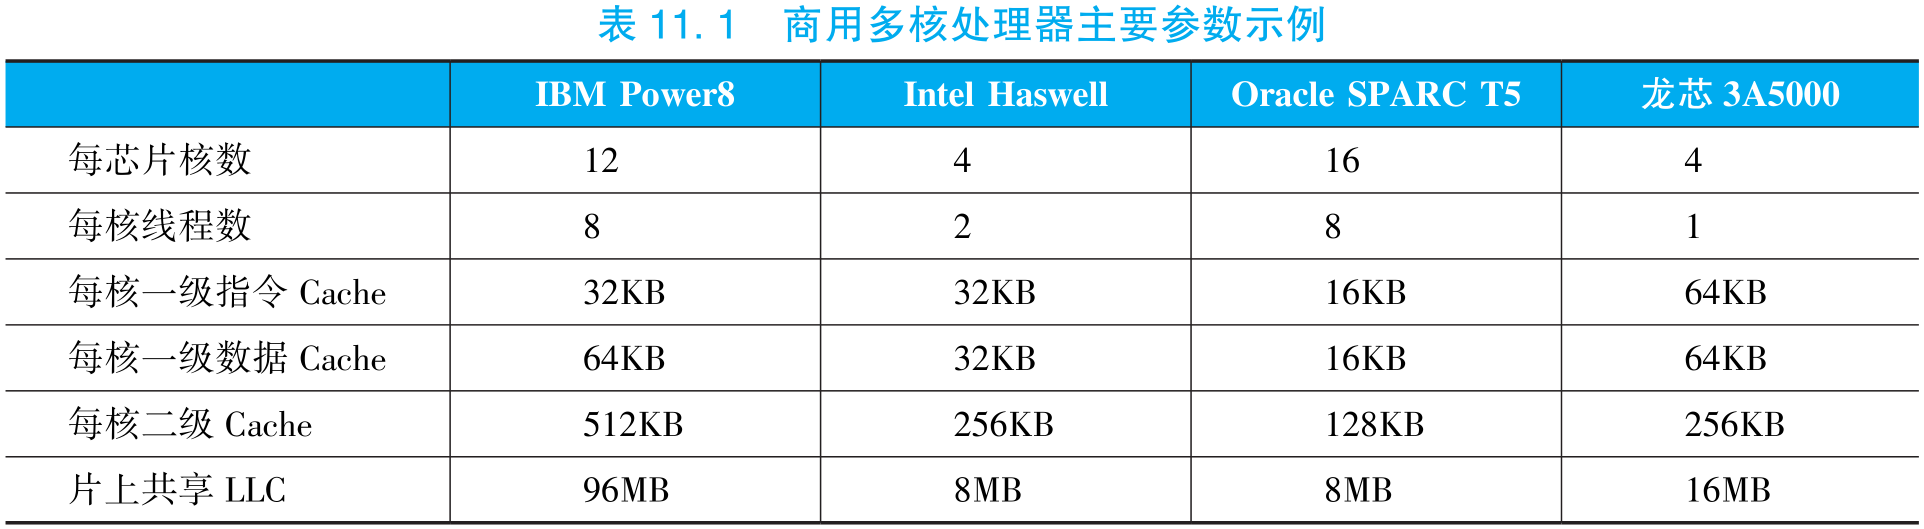 表 11.1 商用多核处理器主要参数示例
IBM Power8 Intel Haswell Oracle SPARC T5 龙芯 3A5000
每芯片核数 12 4 16 4
每核线程数 8 2 8 1
每核一级指令 Cache 32KB 32KB 16KB 64KB
每核一级数据 Cache 64KB 32KB 16KB 64KB
每核二级 Cache 512KB 256KB 128KB 256KB
片上共享 LLC 96MB 8MB 8MB 16MB